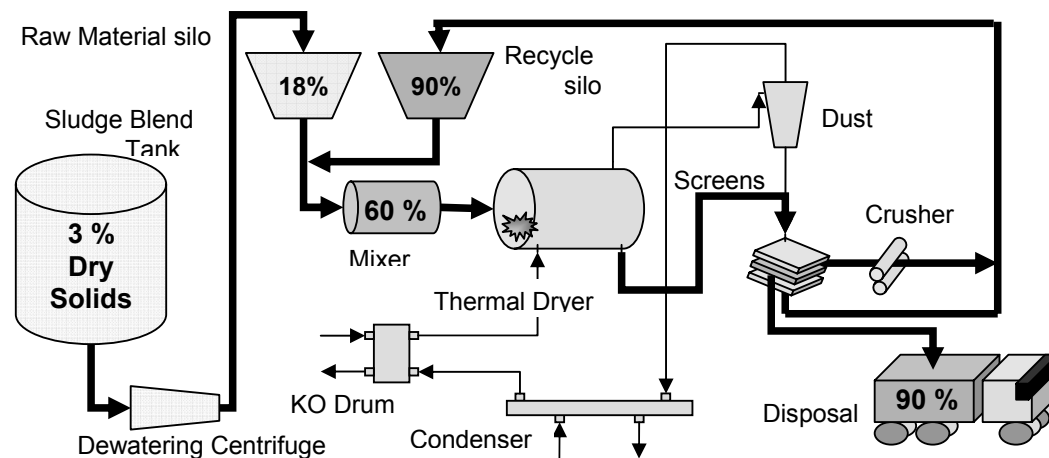 Raw Material silo
18%
90%
Recycle
silo
Sludge Blend
Tank
Dust
Screens
Crusher
3 %
Dry
Solids
60 %
Mixer
Thermal Dryer
KO Drum
Condenser
Dewatering Centrifuge
Disposal
90 %